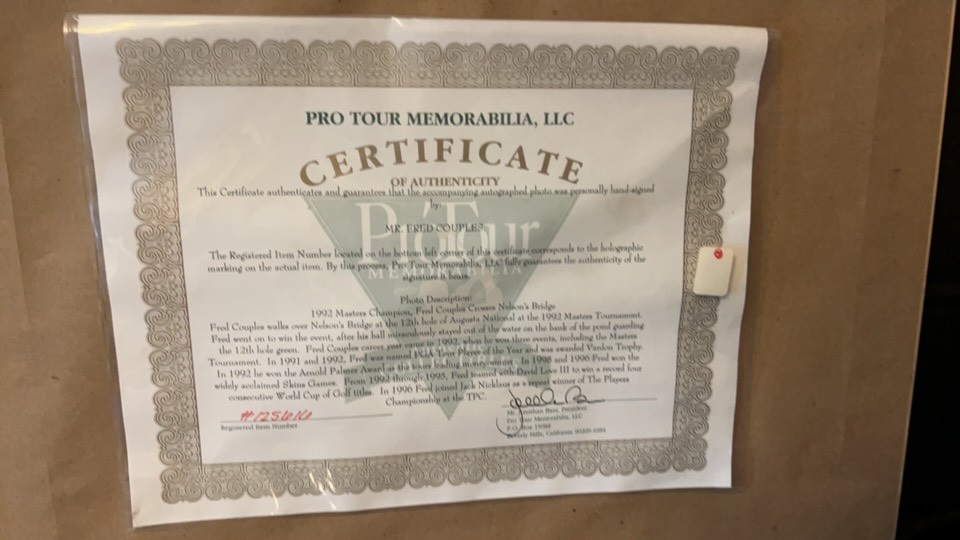 PRO TOUR MEMORABILIA, LLC
CERTIFICATE
OF AUTHENTICITY
This Certificate authenticates and guarantees that the accompanying autographed photo was personally hand-signed
by:
MR. FRED COUPLES
Pro Tour
MEMORABILIA
The Registered Item Number located on the bottom left corner of this certificate corresponds to the holographic
marking on the actual item. By this process, Pro Tour Memorabilia, LLC fully guarantees the authenticity of the
signature it bears.
Photo Description:
1992 Masters Champion, Fred Couples Crosses Nelson's Bridge
Fred Couples walks over Nelson's Bridge at the 12th hole of Augusta National at the 1992 Masters Tournament.
Fred went on to win the event, after his ball miraculously stayed out of the water on the bank of the pond guarding
the 12th hole green. Fred Couples career year came in 1992, when he won three events, including the Masters
Tournament. In 1991 and 1992, Fred was named PGA Tour Player of the Year and was awarded Vardon Trophy.
In 1992 he won the Arnold Palmer Award as the tours leading money-winner. In 1995 and 1996 Fred won the
widely acclaimed Skins Games. From 1992 through 1995, Fred teamed with David Love III to win a record four
consecutive World Cup of Golf titles. In 1996 Fred joined Jack Nicklaus as a repeat winner of The Players
Championship at the TPC.
#125616
Registered Item Number
Mr. Jonathan President
Pro Tour Memorabilia, LLC
P.O. Box
Beverly Hills, California